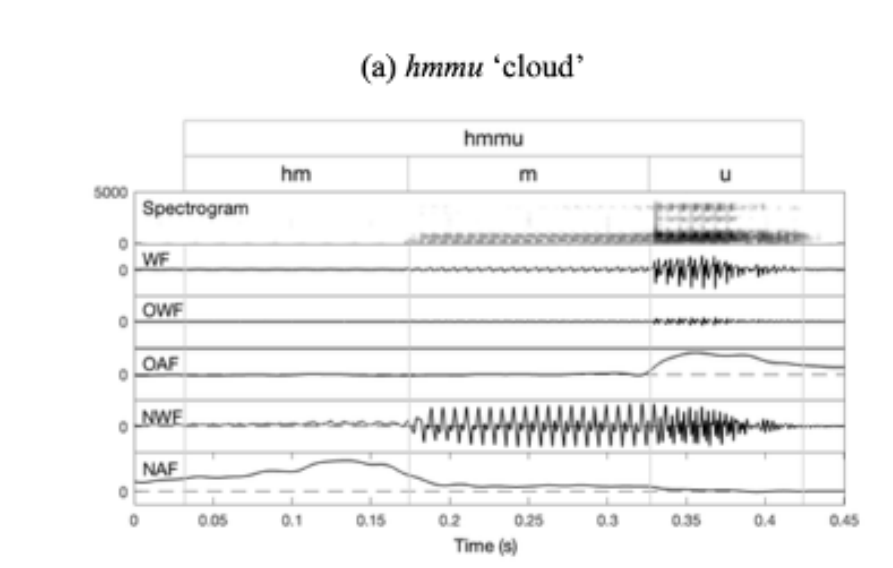 (a) hmmu ‘cloud’
hmmu
hm m u
5000
Spectrogram
0
WF
0
OWF
0
OAF
0
NWF
0
NAF
0
0 0.05 0.1 0.15 0.2 0.25 0.3 0.35 0.4 0.45
Time (s)